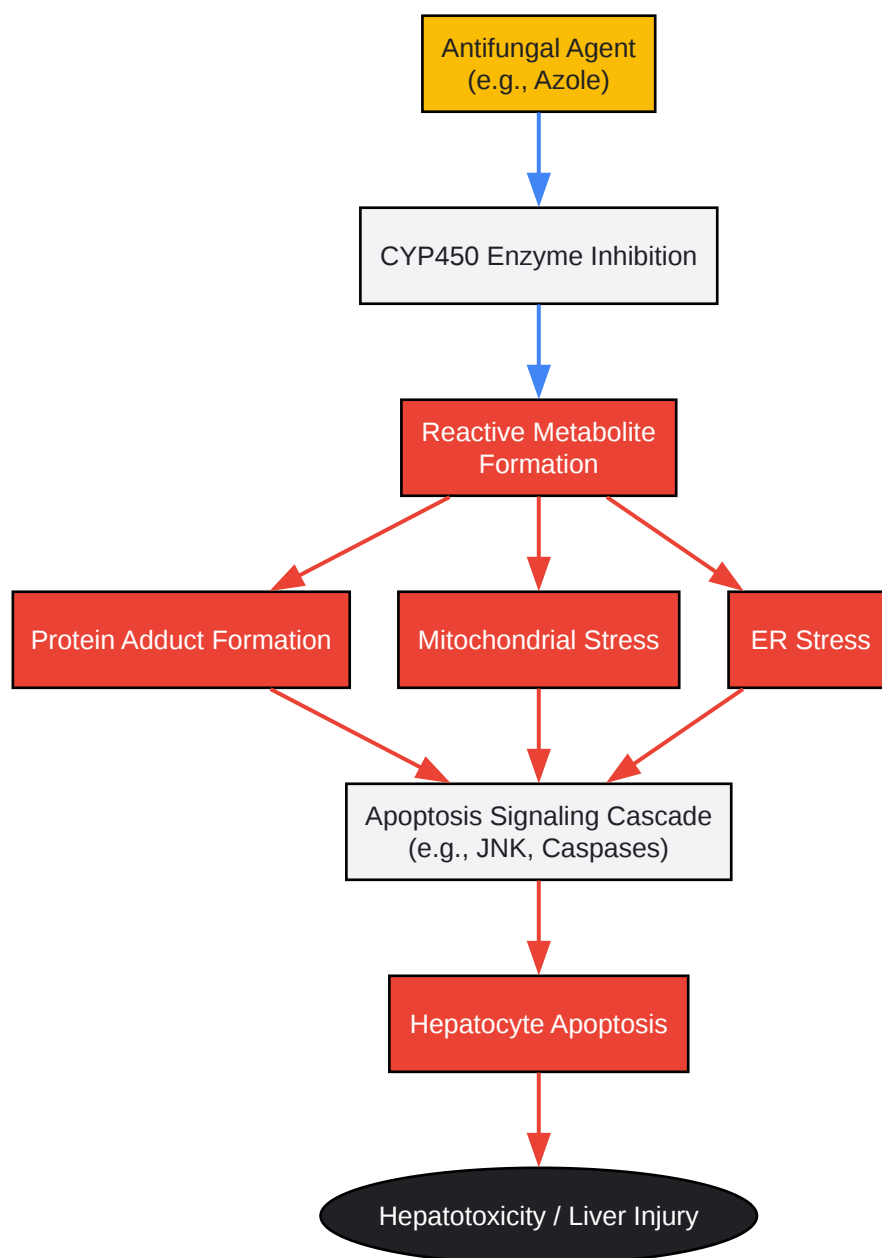 Antifungal Agent
(e.g., Azole)
CYP450 Enzyme Inhibition
Reactive Metabolite
Formation
Protein Adduct Formation
Mitochondrial Stress
ER Stress
Apoptosis Signaling Cascade
(e.g., JNK, Caspases)
Hepatocyte Apoptosis
Hepatotoxicity / Liver Injury